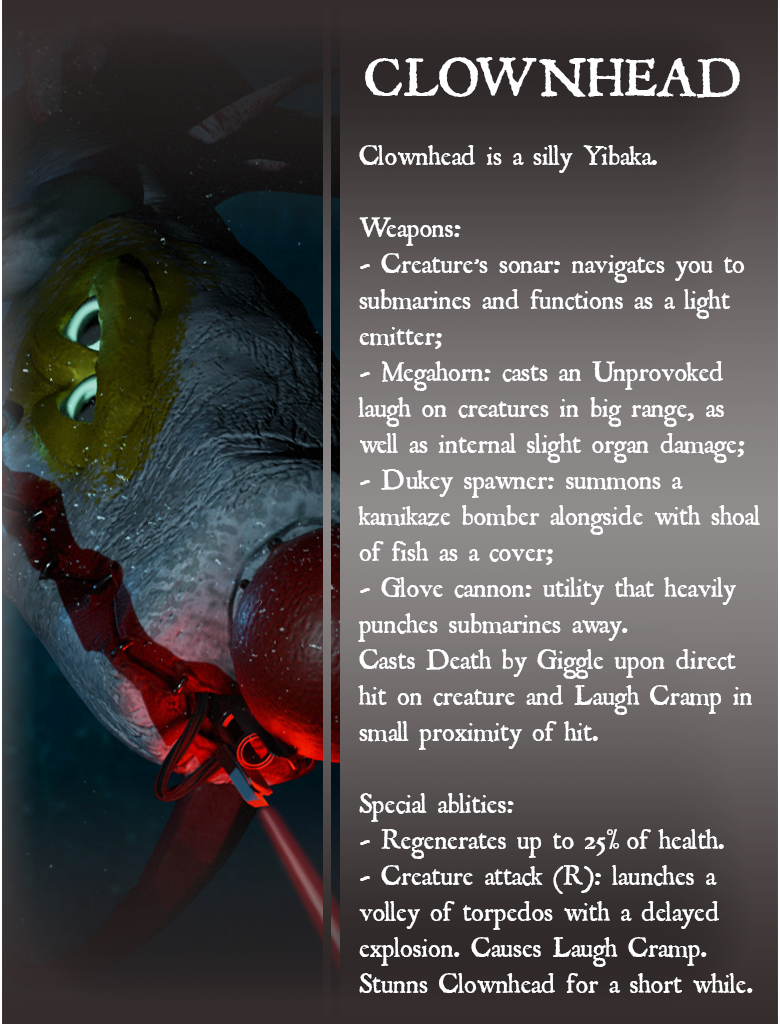 CLOWNHEAD
Clownhead is a silly Yibaka.
Weapons:
- Creature's sonar: navigates you to
submarines and functions as a light
emitter;
- Megahorn: casts an Unprovoked
laugh on creatures in big range, as
well as internal slight organ damage;
- Dukey spawner: summons a
kamikaze bomber alongside with shoal
of fish as a cover;
- Glove cannon: utility that heavily
punches submarines away.
Casts Death by Giggle upon direct
hit on creature and Laugh Cramp in
small proximity of hit.
Special ablities:
- Regenerates up to 25% of health.
- Creature attack (R): launches a
volley of torpedos with a delayed
explosion. Causes Laugh Cramp.
Stunns Clownhead for a short while.